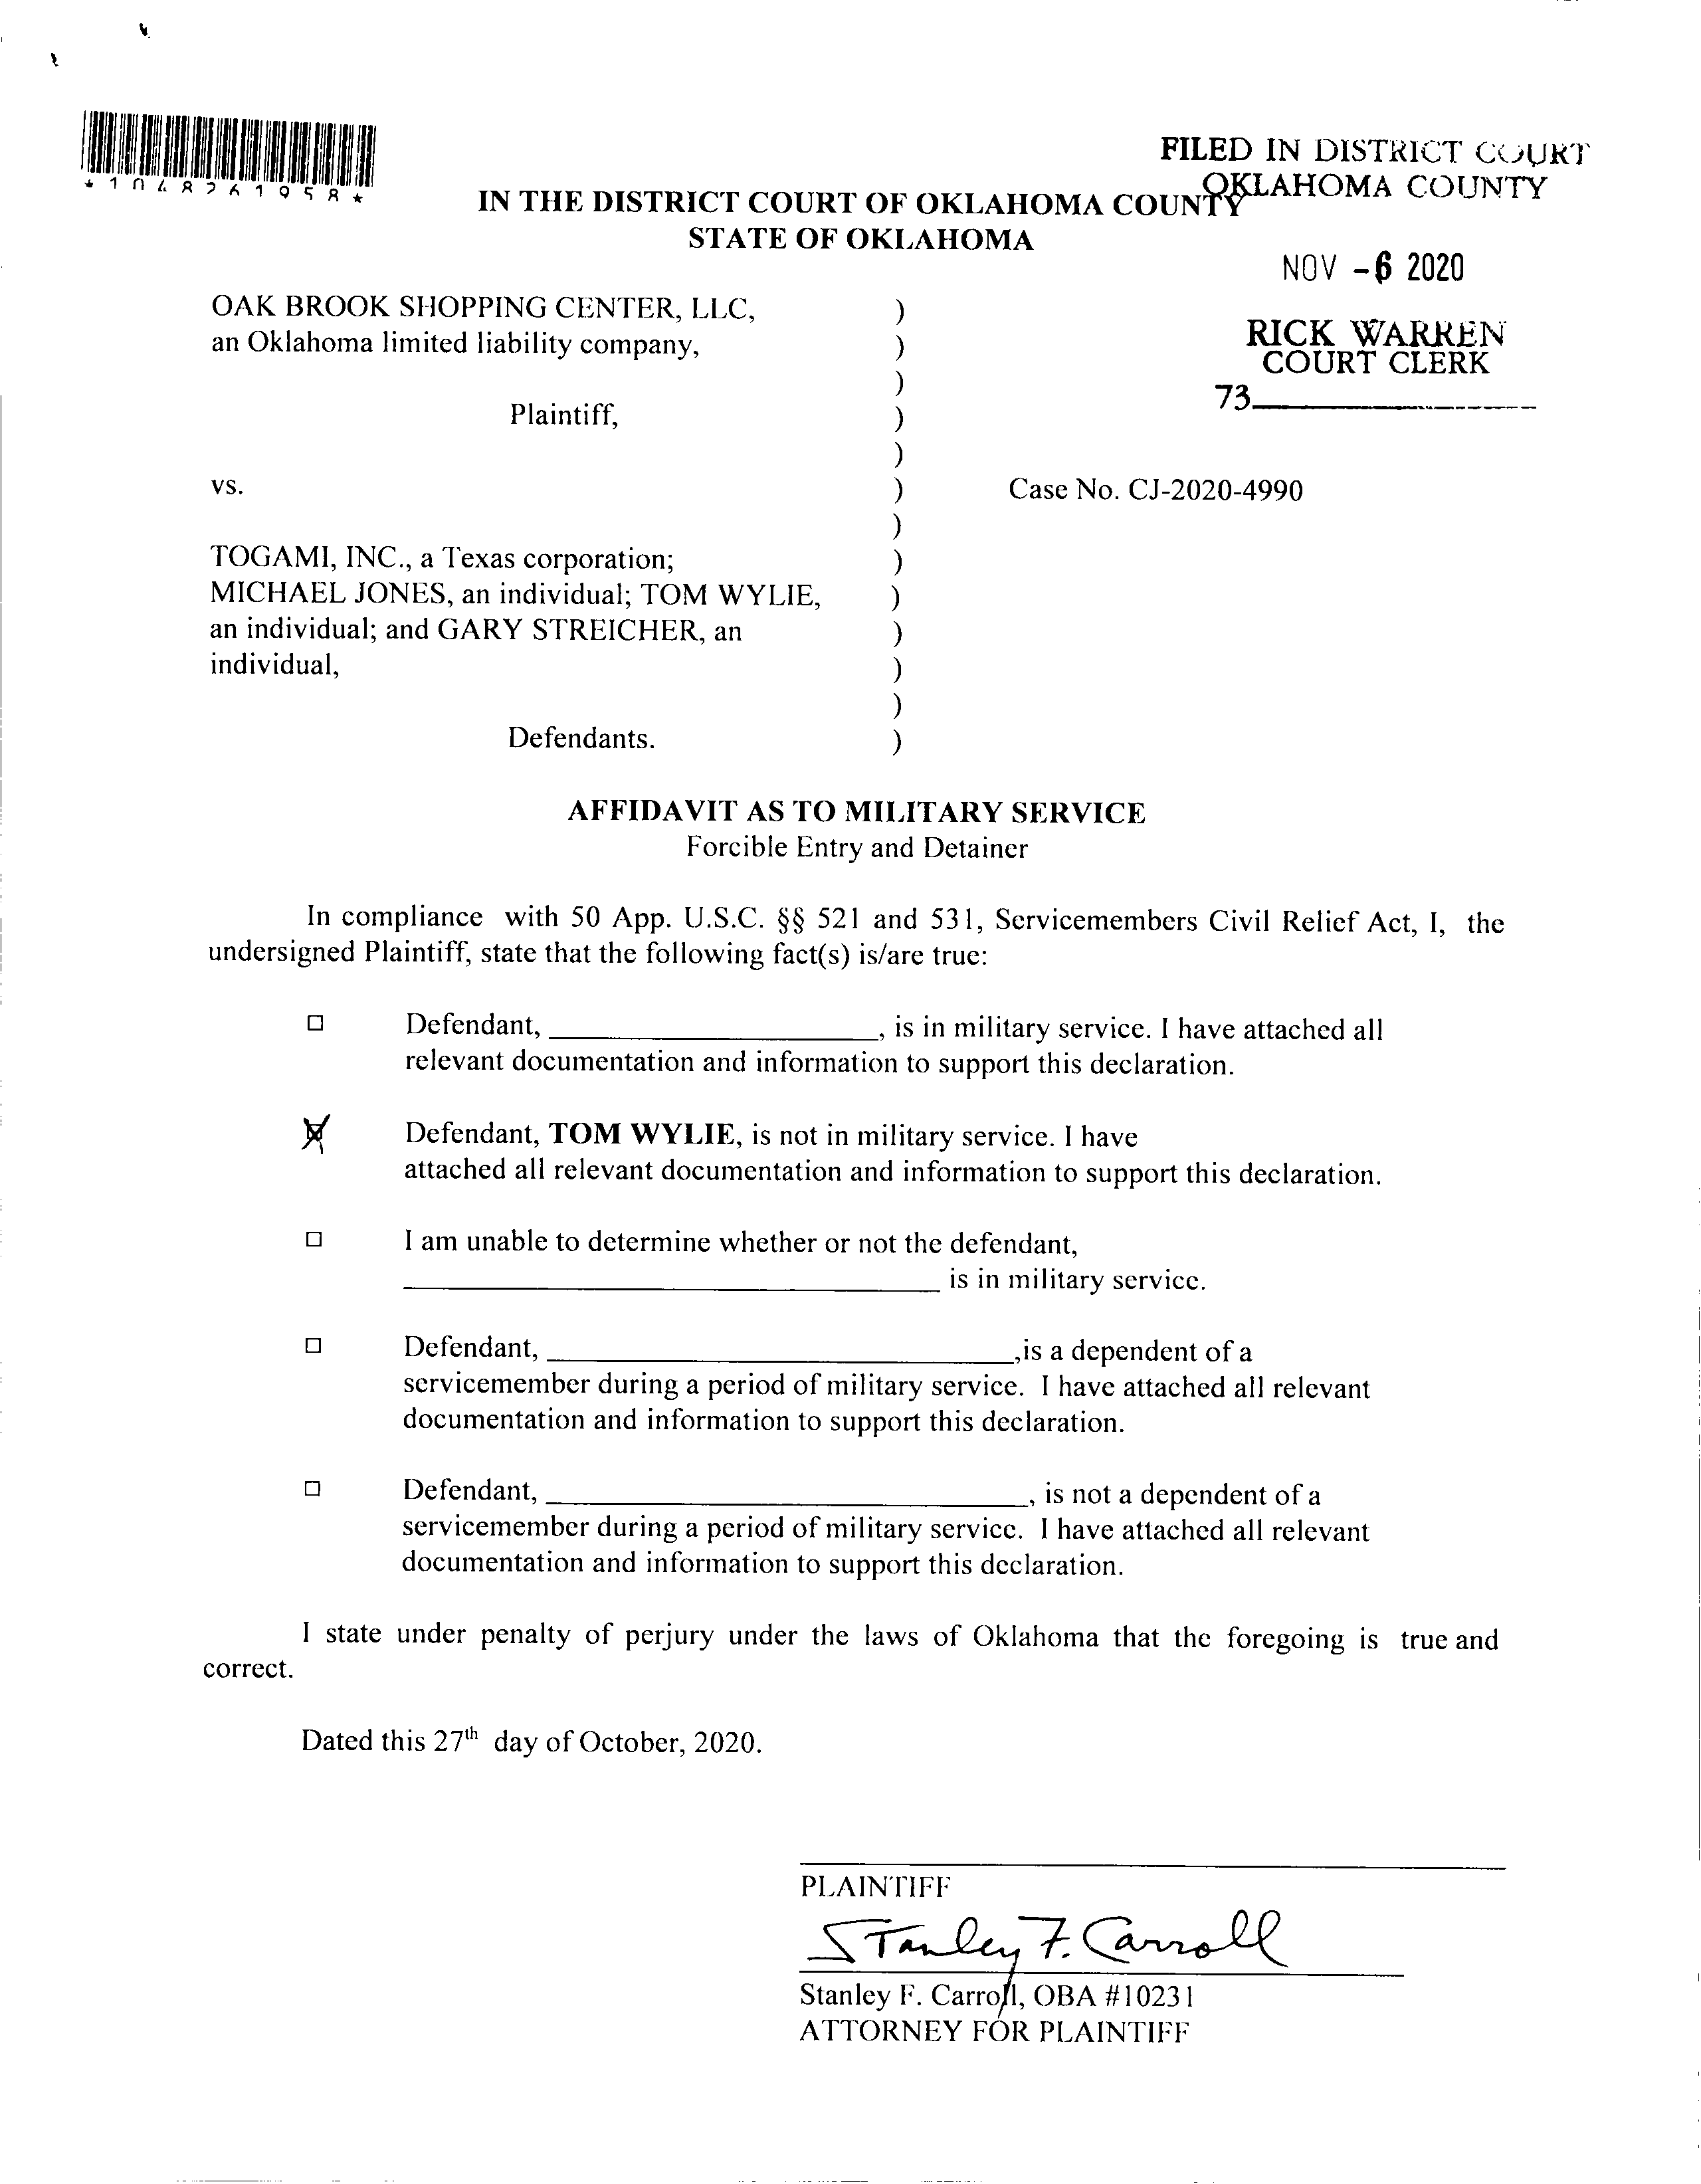 *1048261958*
FILED IN DISTRICT COURT
OKLAHOMA COUNTY
IN THE DISTRICT COURT OF OKLAHOMA COUNTY
STATE OF OKLAHOMA
NOV -6 2020
RICK WARREN
COURT CLERK
73
OAK BROOK SHOPPING CENTER, LLC, )
an Oklahoma limited liability company, )
)
Plaintiff, )
)
vs. ) Case No. CJ-2020-4990
)
TOGAMI, INC., a Texas corporation; )
MICHAEL JONES, an individual; TOM WYLIE, )
an individual; and GARY STREICHER, an )
individual, )
)
Defendants. )
AFFIDAVIT AS TO MILITARY SERVICE
Forcible Entry and Detainer
In compliance with 50 App. U.S.C. §§ 521 and 531, Servicemembers Civil Relief Act, I, the
undersigned Plaintiff, state that the following fact(s) is/are true:
☐ Defendant, ____________________, is in military service. I have attached all
relevant documentation and information to support this declaration.
☒ Defendant, TOM WYLIE, is not in military service. I have
attached all relevant documentation and information to support this declaration.
☐ I am unable to determine whether or not the defendant,
____________________ is in military service.
☐ Defendant, ____________________,is a dependent of a
servicemember during a period of military service. I have attached all relevant
documentation and information to support this declaration.
☐ Defendant, ____________________, is not a dependent of a
servicemember during a period of military service. I have attached all relevant
documentation and information to support this declaration.
I state under penalty of perjury under the laws of Oklahoma that the foregoing is true and
correct.
Dated this 27th day of October, 2020.
PLAINTIFF
Stanley F. Carroll
Stanley F. Carroll, OBA #10231
ATTORNEY FOR PLAINTIFF